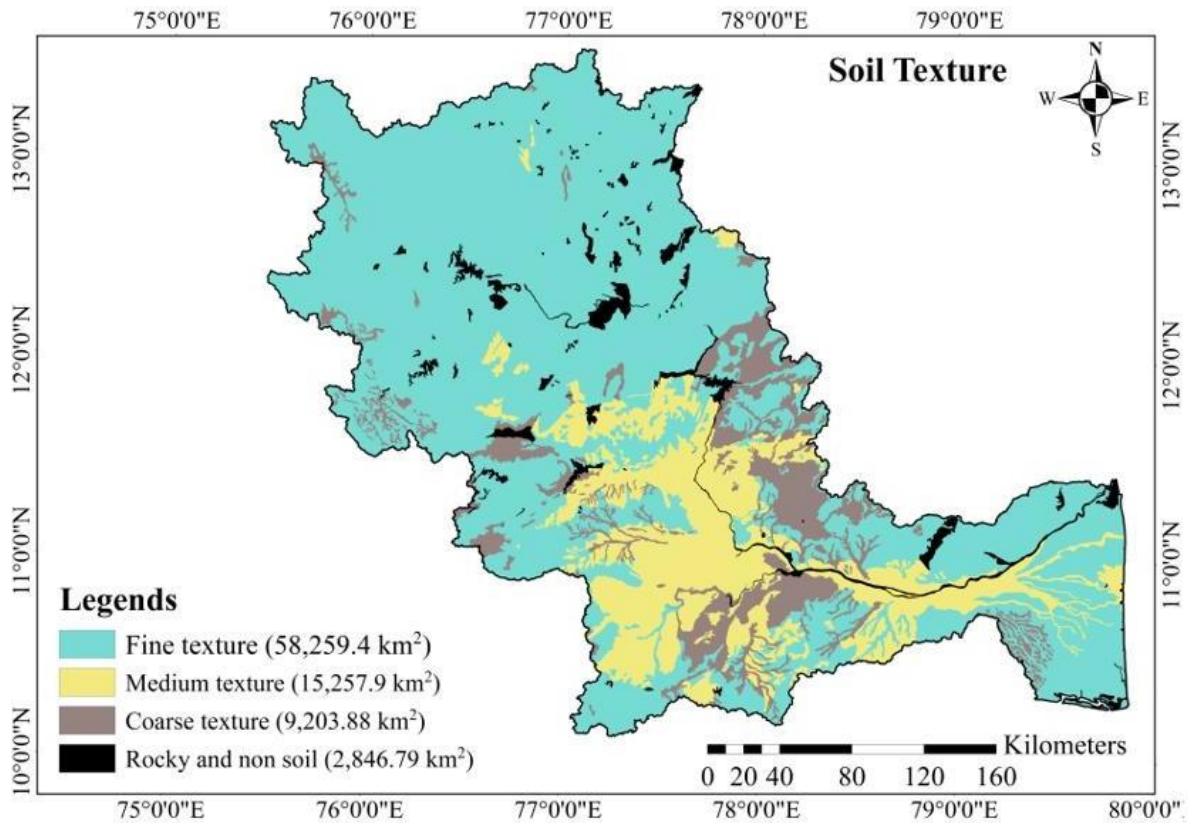 75°0'0"E 76°0'0"E 77°0'0"E 78°0'0"E 79°0'0"E
Soil Texture
N
W E
S
13°0'0"N
13°0'0"N
12°0'0"N
12°0'0"N
11°0'0"N
11°0'0"N
10°0'0"N
Legends
Fine texture (58,259.4 km²)
Medium texture (15,257.9 km²)
Coarse texture (9,203.88 km²)
Rocky and non soil (2,846.79 km²)
Kilometers
0 20 40 80 120 160
75°0'0"E 76°0'0"E 77°0'0"E 78°0'0"E 79°0'0"E 80°0'0"